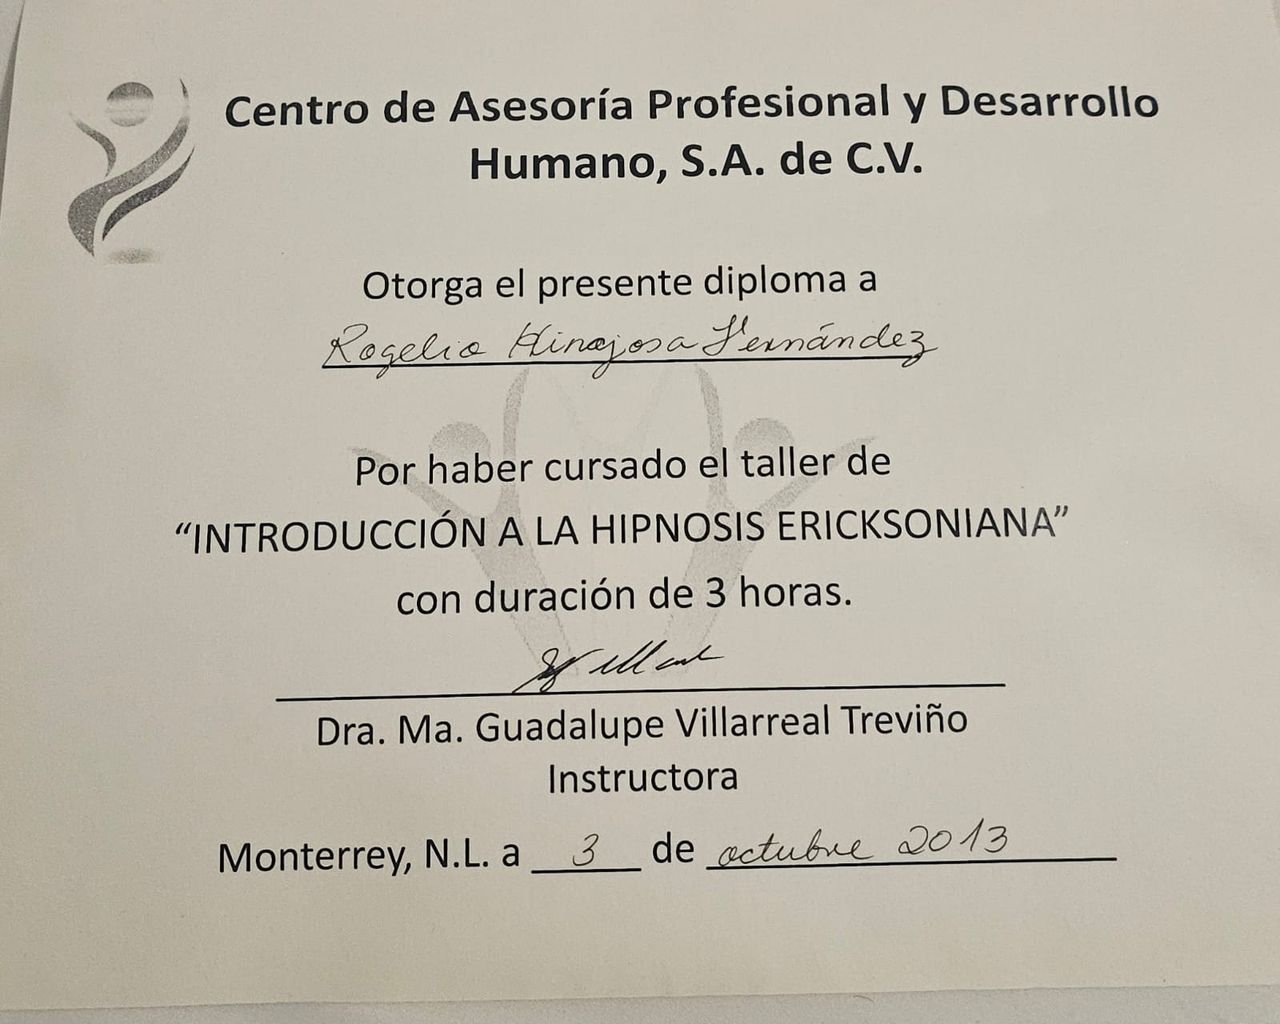 Centro de Asesoría Profesional y Desarrollo
Humano, S.A. de C.V.
Otorga el presente diploma a
Rogelio Hinojosa Hernández
Por haber cursado el taller de
“INTRODUCCIÓN A LA HIPNOSIS ERICKSONIANA”
con duración de 3 horas.
Dra. Ma. Guadalupe Villarreal Treviño
Instructora
Monterrey, N.L. a 3 de octubre 2013